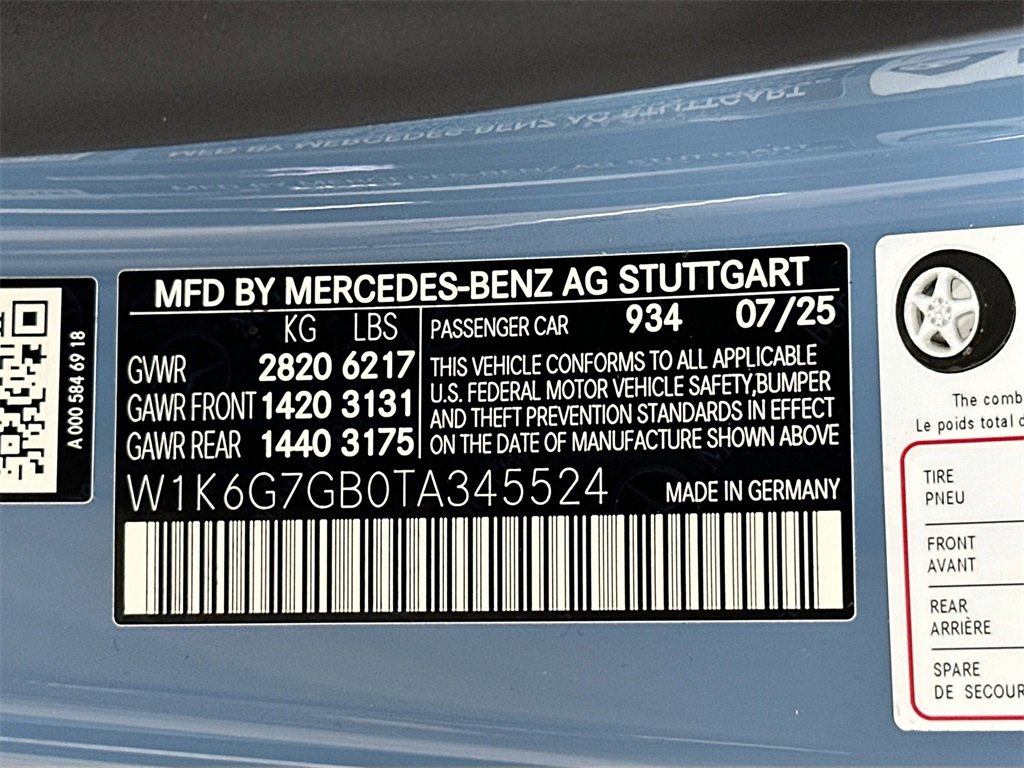 MFD BY MERCEDES-BENZ AG STUTTGART
KG LBS
GVWR 2820 6217
GAWR FRONT 1420 3131
GAWR REAR 1440 3175
PASSENGER CAR 934 07/25
THIS VEHICLE CONFORMS TO ALL APPLICABLE
U.S. FEDERAL MOTOR VEHICLE SAFETY,BUMPER
AND THEFT PREVENTION STANDARDS IN EFFECT
ON THE DATE OF MANUFACTURE SHOWN ABOVE
W1K6G7GB0TA345524 MADE IN GERMANY
A 000 584 69 18
The comb
Le poids total d
TIRE
PNEU
FRONT
AVANT
REAR
ARRIÈRE
SPARE
DE SECOUR